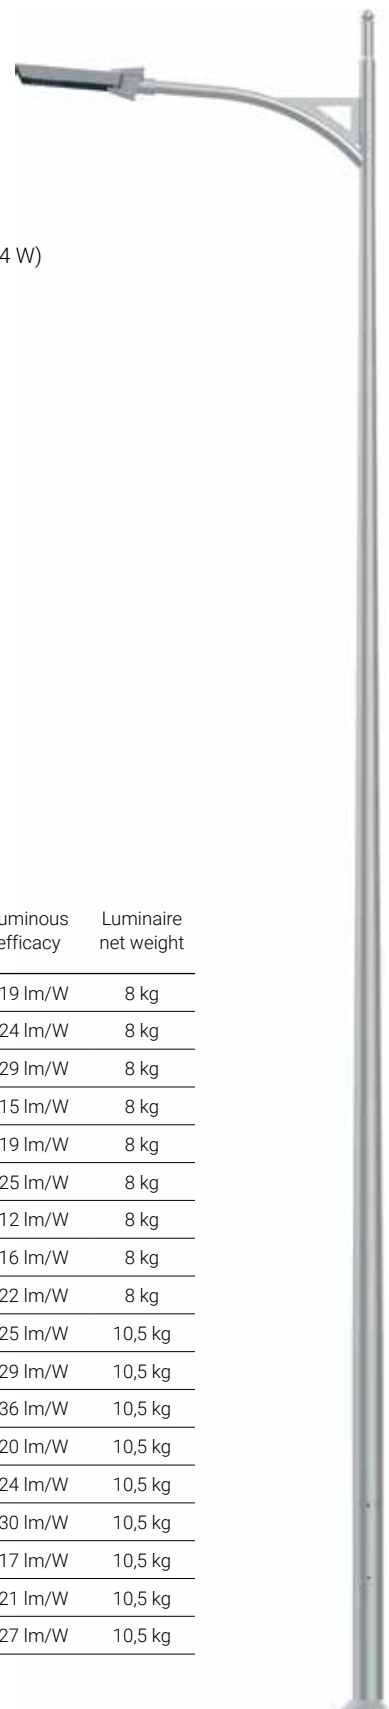 4 W)
uminous Luminaire
efficacy net weight
19 lm/W 8 kg
24 lm/W 8 kg
29 lm/W 8 kg
15 lm/W 8 kg
19 lm/W 8 kg
25 lm/W 8 kg
12 lm/W 8 kg
16 lm/W 8 kg
22 lm/W 8 kg
25 lm/W 10,5 kg
29 lm/W 10,5 kg
36 lm/W 10,5 kg
20 lm/W 10,5 kg
24 lm/W 10,5 kg
30 lm/W 10,5 kg
17 lm/W 10,5 kg
21 lm/W 10,5 kg
27 lm/W 10,5 kg